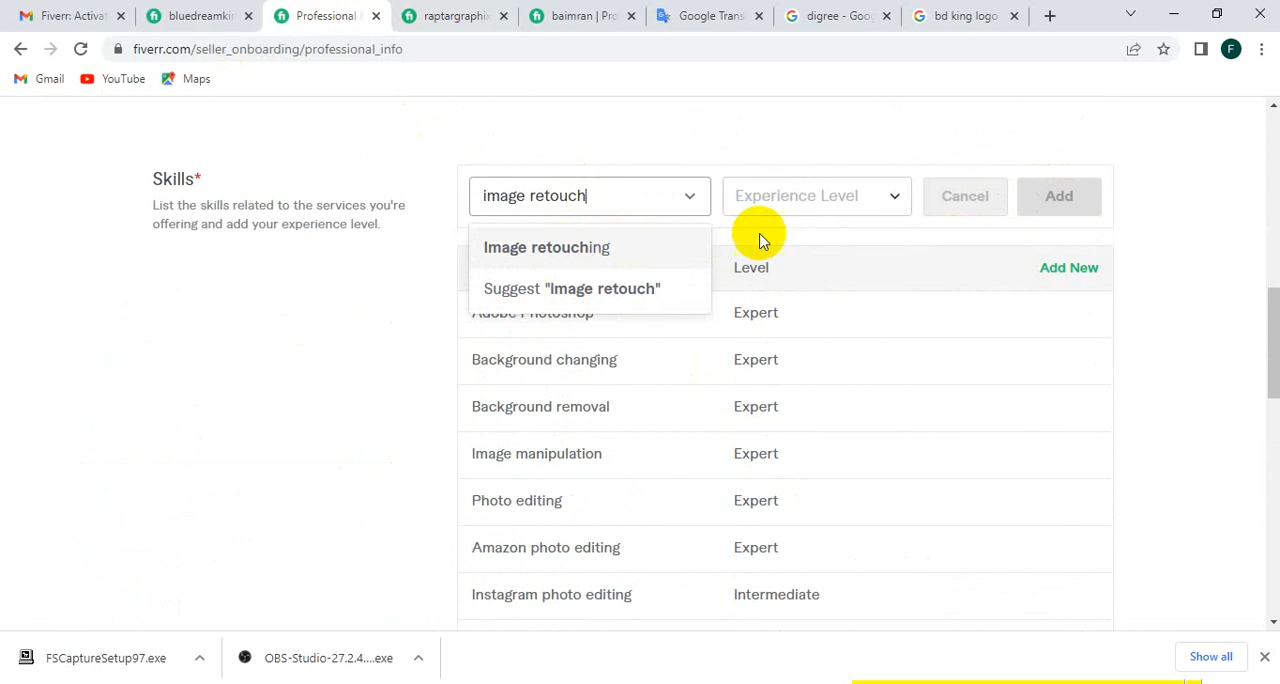 Fiverr: Activat
bluedreamkin
Professional I
raptargraphix
baimran | Pro
Google Trans
digree - Goog
bd king logo
fiverr.com/seller_onboarding/professional_info
F
Gmail
YouTube
Maps
Skills*
List the skills related to the services you're
offering and add your experience level.
image retouch
Experience Level
Cancel
Add
Image retouching
Suggest "image retouch"
Level
Add New
Adobe Photoshop
Expert
Background changing
Expert
Background removal
Expert
Image manipulation
Expert
Photo editing
Expert
Amazon photo editing
Expert
Instagram photo editing
Intermediate
FSCaptureSetup97.exe
OBS-Studio-27.2.4....exe
Show all